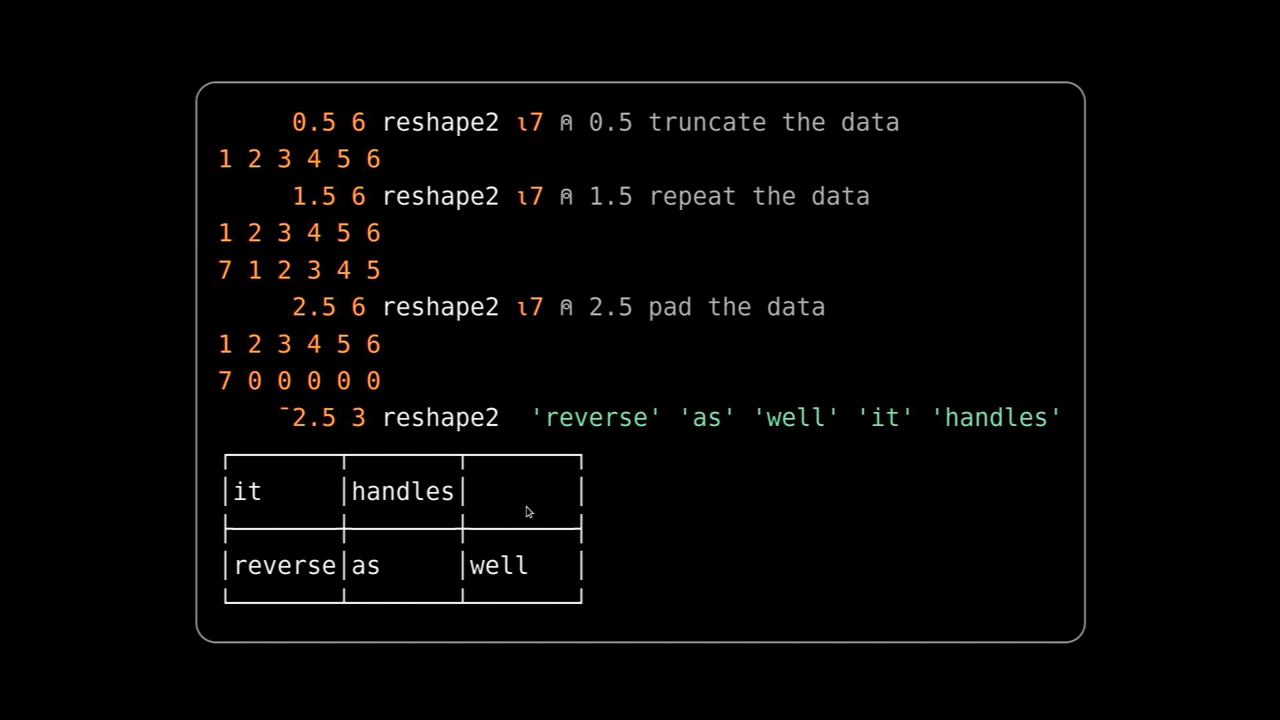 0.5 6 reshape2 ⍳7 ⍝ 0.5 truncate the data
1 2 3 4 5 6
1.5 6 reshape2 ⍳7 ⍝ 1.5 repeat the data
1 2 3 4 5 6
7 1 2 3 4 5
2.5 6 reshape2 ⍳7 ⍝ 2.5 pad the data
1 2 3 4 5 6
7 0 0 0 0 0
¯2.5 3 reshape2  'reverse' 'as' 'well' 'it' 'handles'
it handles
reverse as well